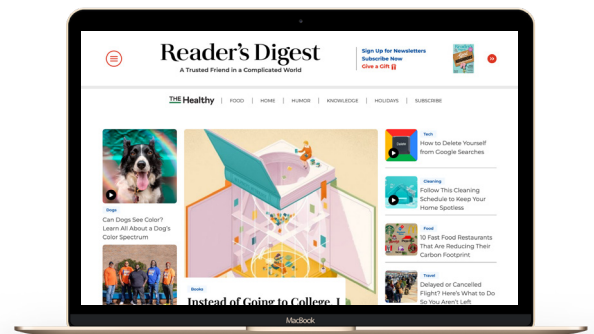 Reader's Digest
A Trusted Friend in a Complicated World
Sign Up for Newsletters
Subscribe Now
Give a Gift
THE Healthy | FOOD | HOME | HUMOR | KNOWLEDGE | HOLIDAYS | SUBSCRIBE
Dogs
Can Dogs See Color?
Learn All About a Dog's
Color Spectrum
Books
Instead of Going to College, I
Tech
How to Delete Yourself
from Google Searches
Cleaning
Follow This Cleaning
Schedule to Keep Your
Home Spotless
Food
10 Fast Food Restaurants
That Are Reducing Their
Carbon Footprint
Travel
Delayed or Cancelled
Flight? Here's What to Do
So You Aren't Left
MacBook